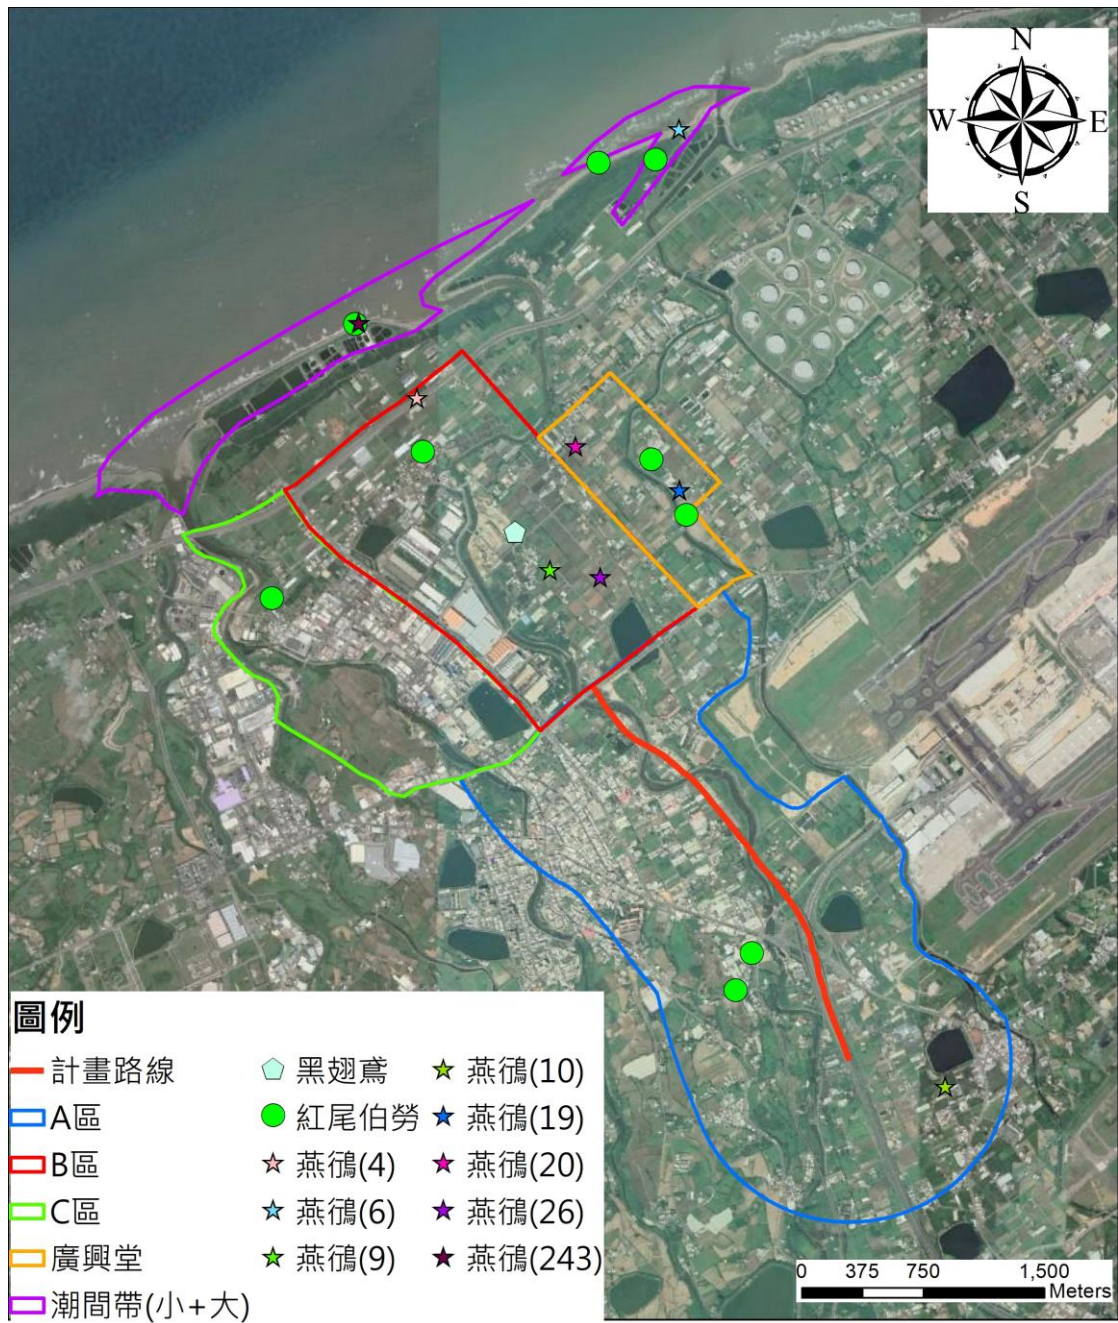 N
W E
S
圖例
計畫路線
A區
B區
C區
廣興堂
潮間帶(小+大)
黑翅鳶
紅尾伯勞
燕鴴(4)
燕鴴(6)
燕鴴(9)
燕鴴(10)
燕鴴(19)
燕鴴(20)
燕鴴(26)
燕鴴(243)
0 375 750 1,500
Meters